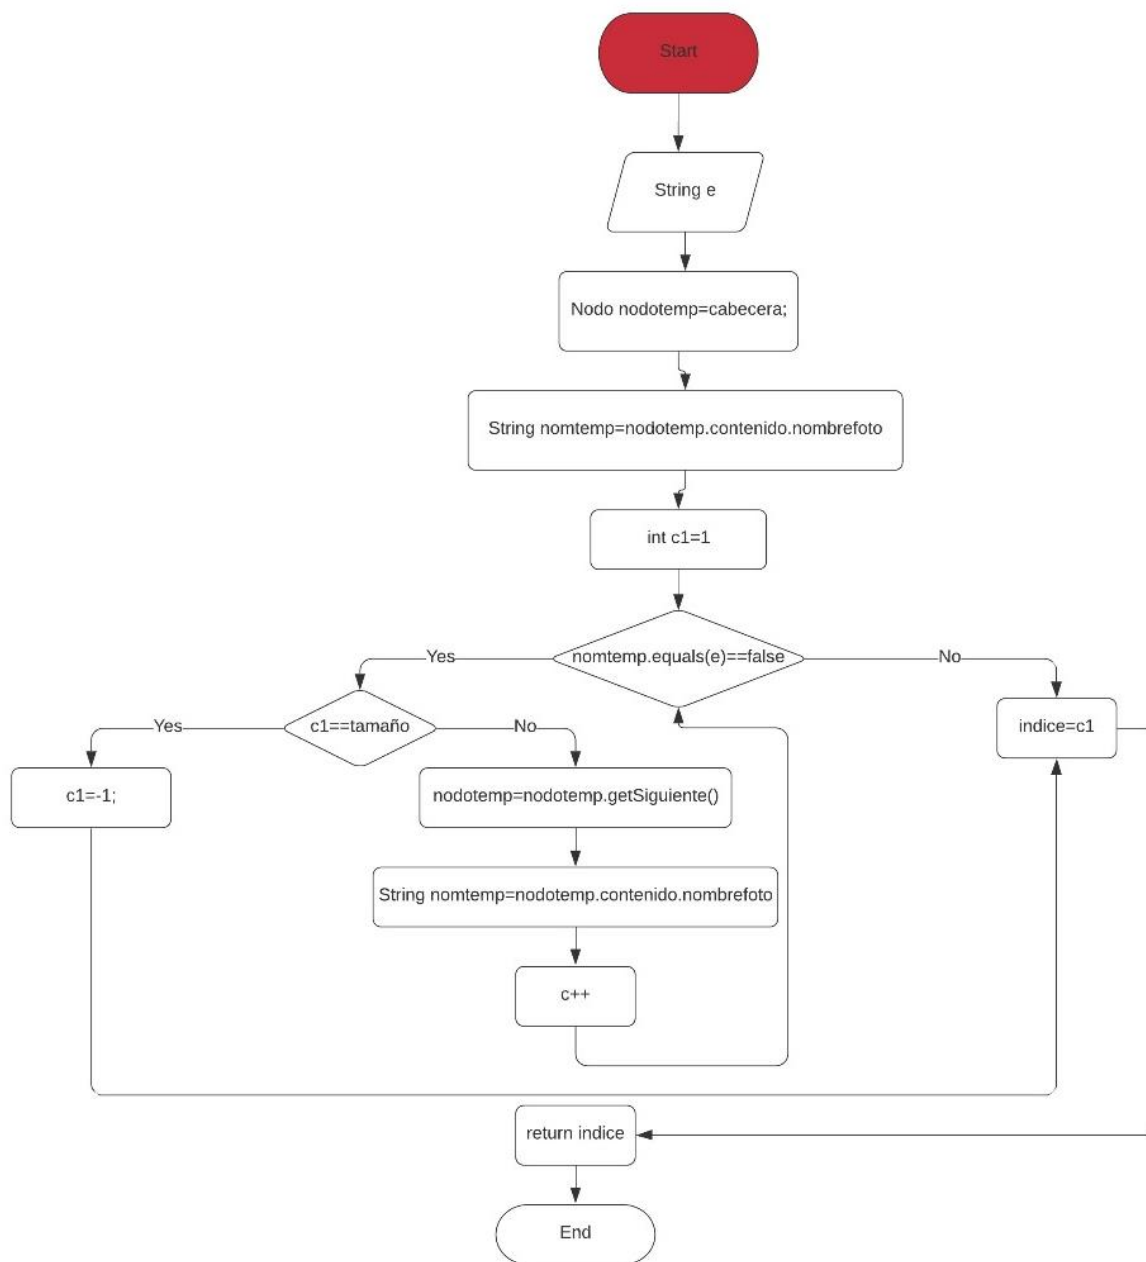 Start
String e
Nodo nodotemp=cabecera;
String nomtemp=nodotemp.contenido.nombrefoto
int c1=1
nomtemp.equals(e)==false
Yes
No
c1==tamaño
Yes
No
indice=c1
c1=-1;
nodotemp=nodotemp.getSiguiente()
String nomtemp=nodotemp.contenido.nombrefoto
c++
return indice
End